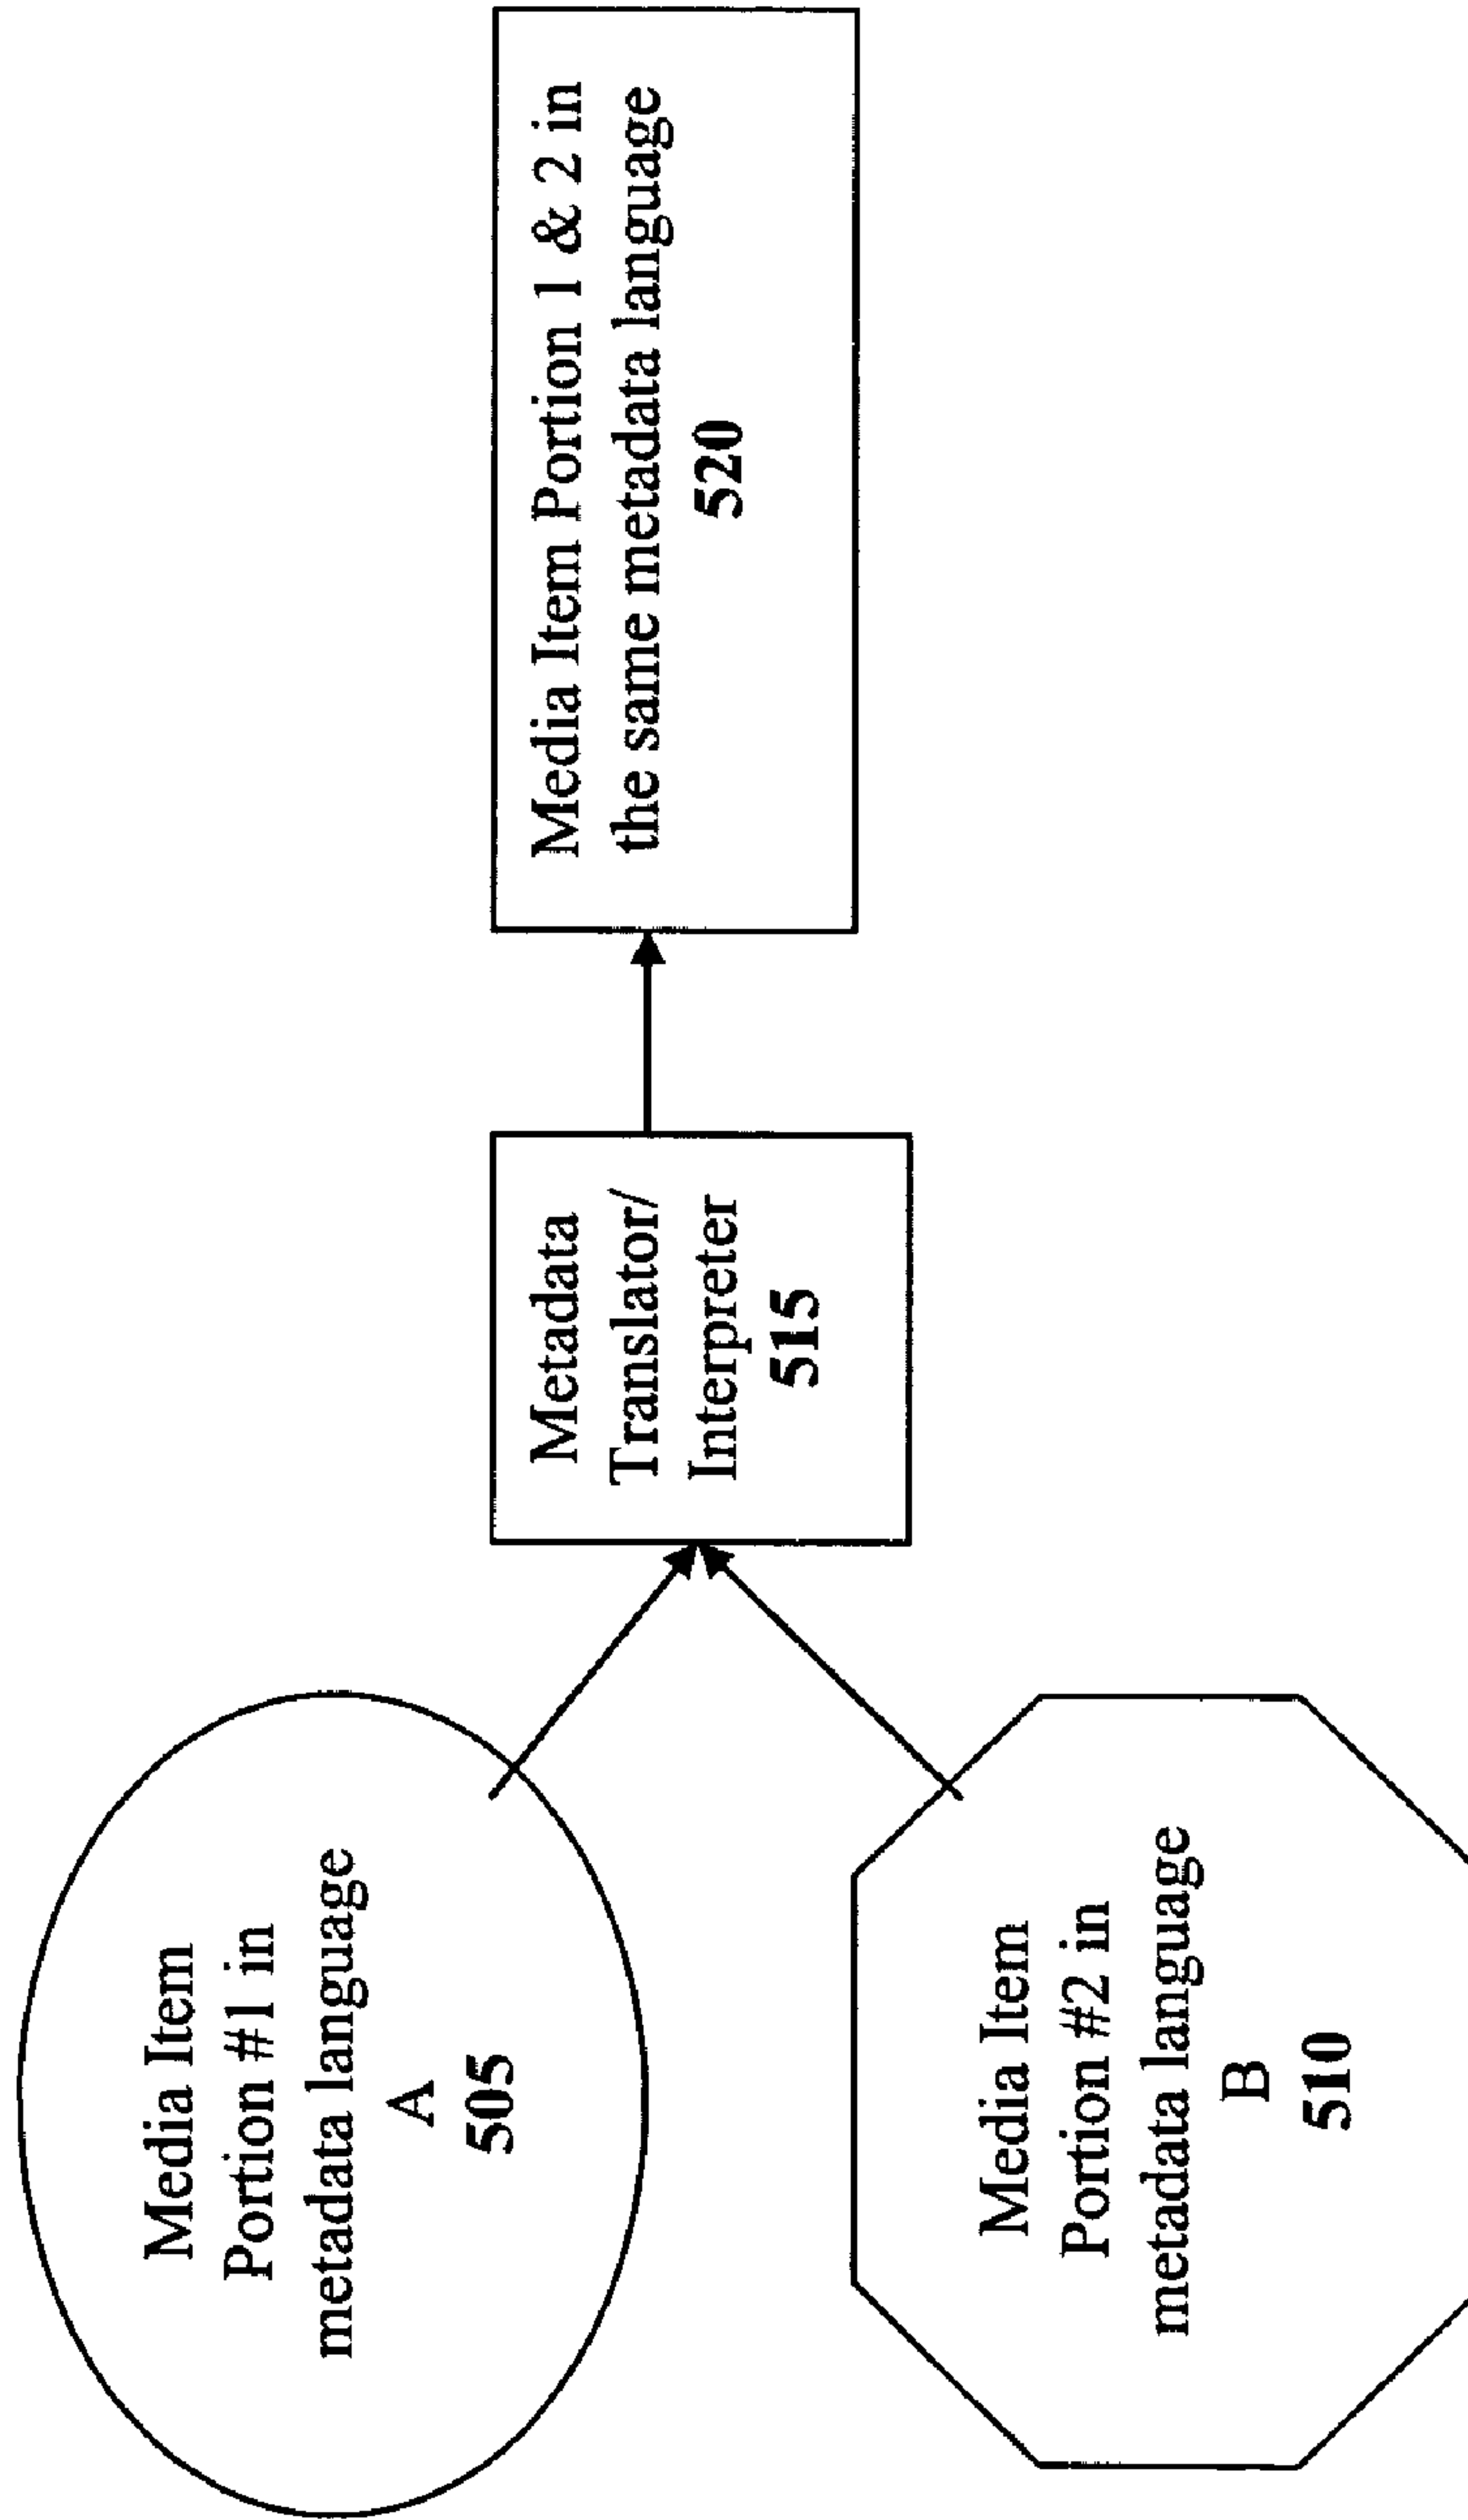 Media Item
Portion #1 in
metadata language
A
505
Media Item
Portion #2 in
metadata language
B
510
Metadata
Translator/
Interpreter
515
Media Item Portion 1 & 2 in
the same metadata language
520